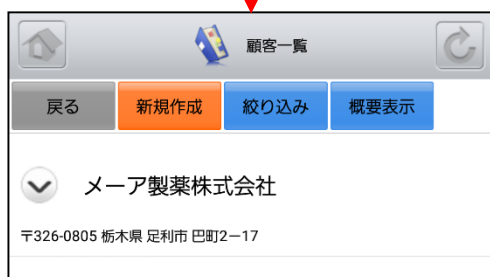 顧客一覧
戻る 新規作成 絞り込み 概要表示
メーア製薬株式会社
〒326-0805 栃木県 足利市 巴町2－17